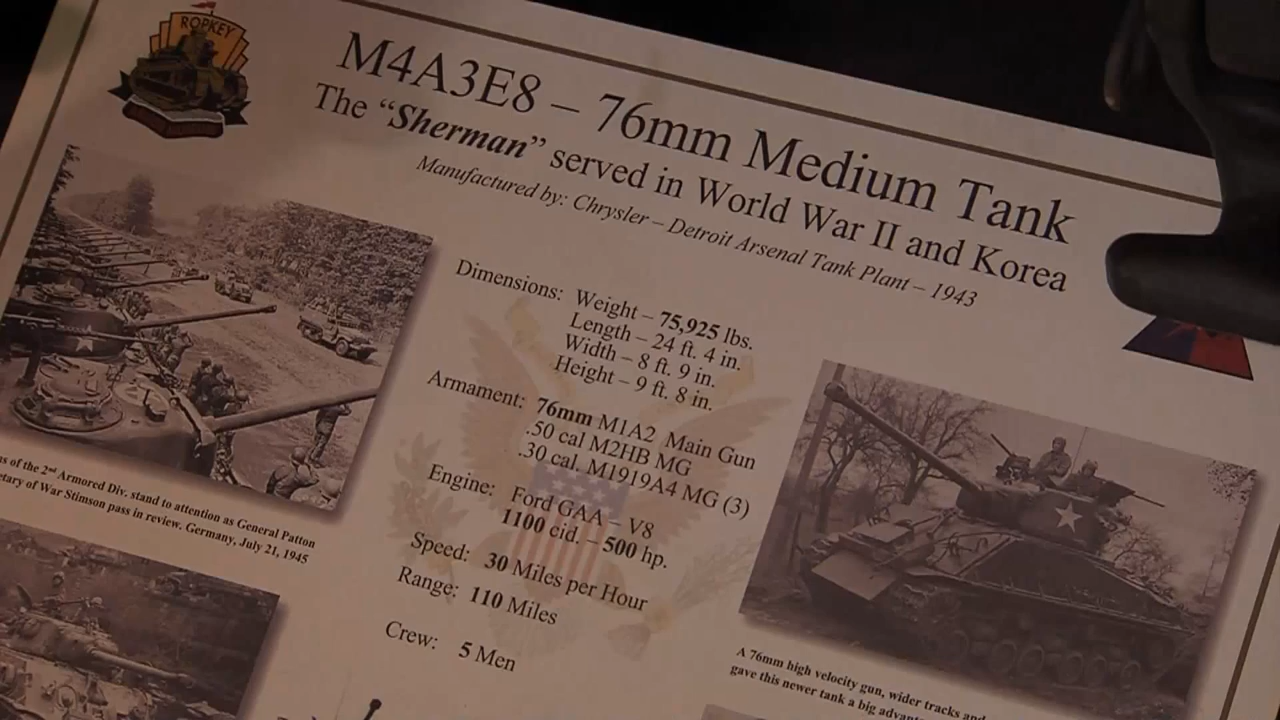 ROPKEY
M4A3E8 – 76mm Medium Tank
The “Sherman” served in World War II and Korea
Manufactured by: Chrysler – Detroit Arsenal Tank Plant – 1943
Dimensions: Weight – 75,925 lbs.
Length – 24 ft. 4 in.
Width – 8 ft. 9 in.
Height – 9 ft. 8 in.
Armament: 76mm M1A2 Main Gun
.50 cal M2HB MG
.30 cal. M1919A4 MG (3)
Engine: Ford GAA – V8
1100 cid. – 500 hp.
Speed: 30 Miles per Hour
Range: 110 Miles
Crew: 5 Men
of the 2nd Armored Div. stand to attention as General Patton
of War Stimson pass in review. Germany, July 21, 1945
A 76mm high velocity gun, wider tracks and
gave this newer tank a big